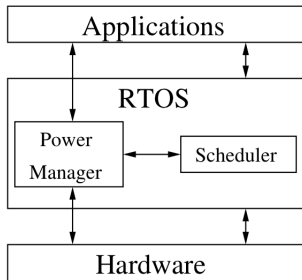 Applications
RTOS
Power
Manager
Scheduler
Hardware